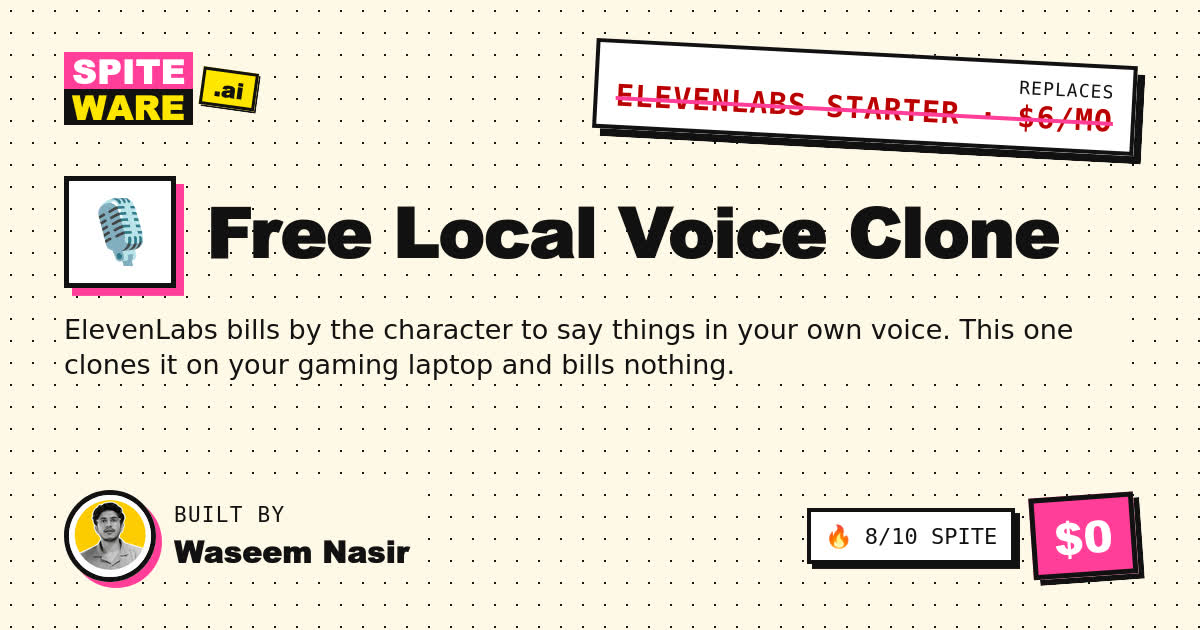 SPITE
WARE
.ai
REPLACES
ELEVENLABS STARTER · $6/MO
Free Local Voice Clone
ElevenLabs bills by the character to say things in your own voice. This one
clones it on your gaming laptop and bills nothing.
BUILT BY
Waseem Nasir
🔥 8/10 SPITE
$0